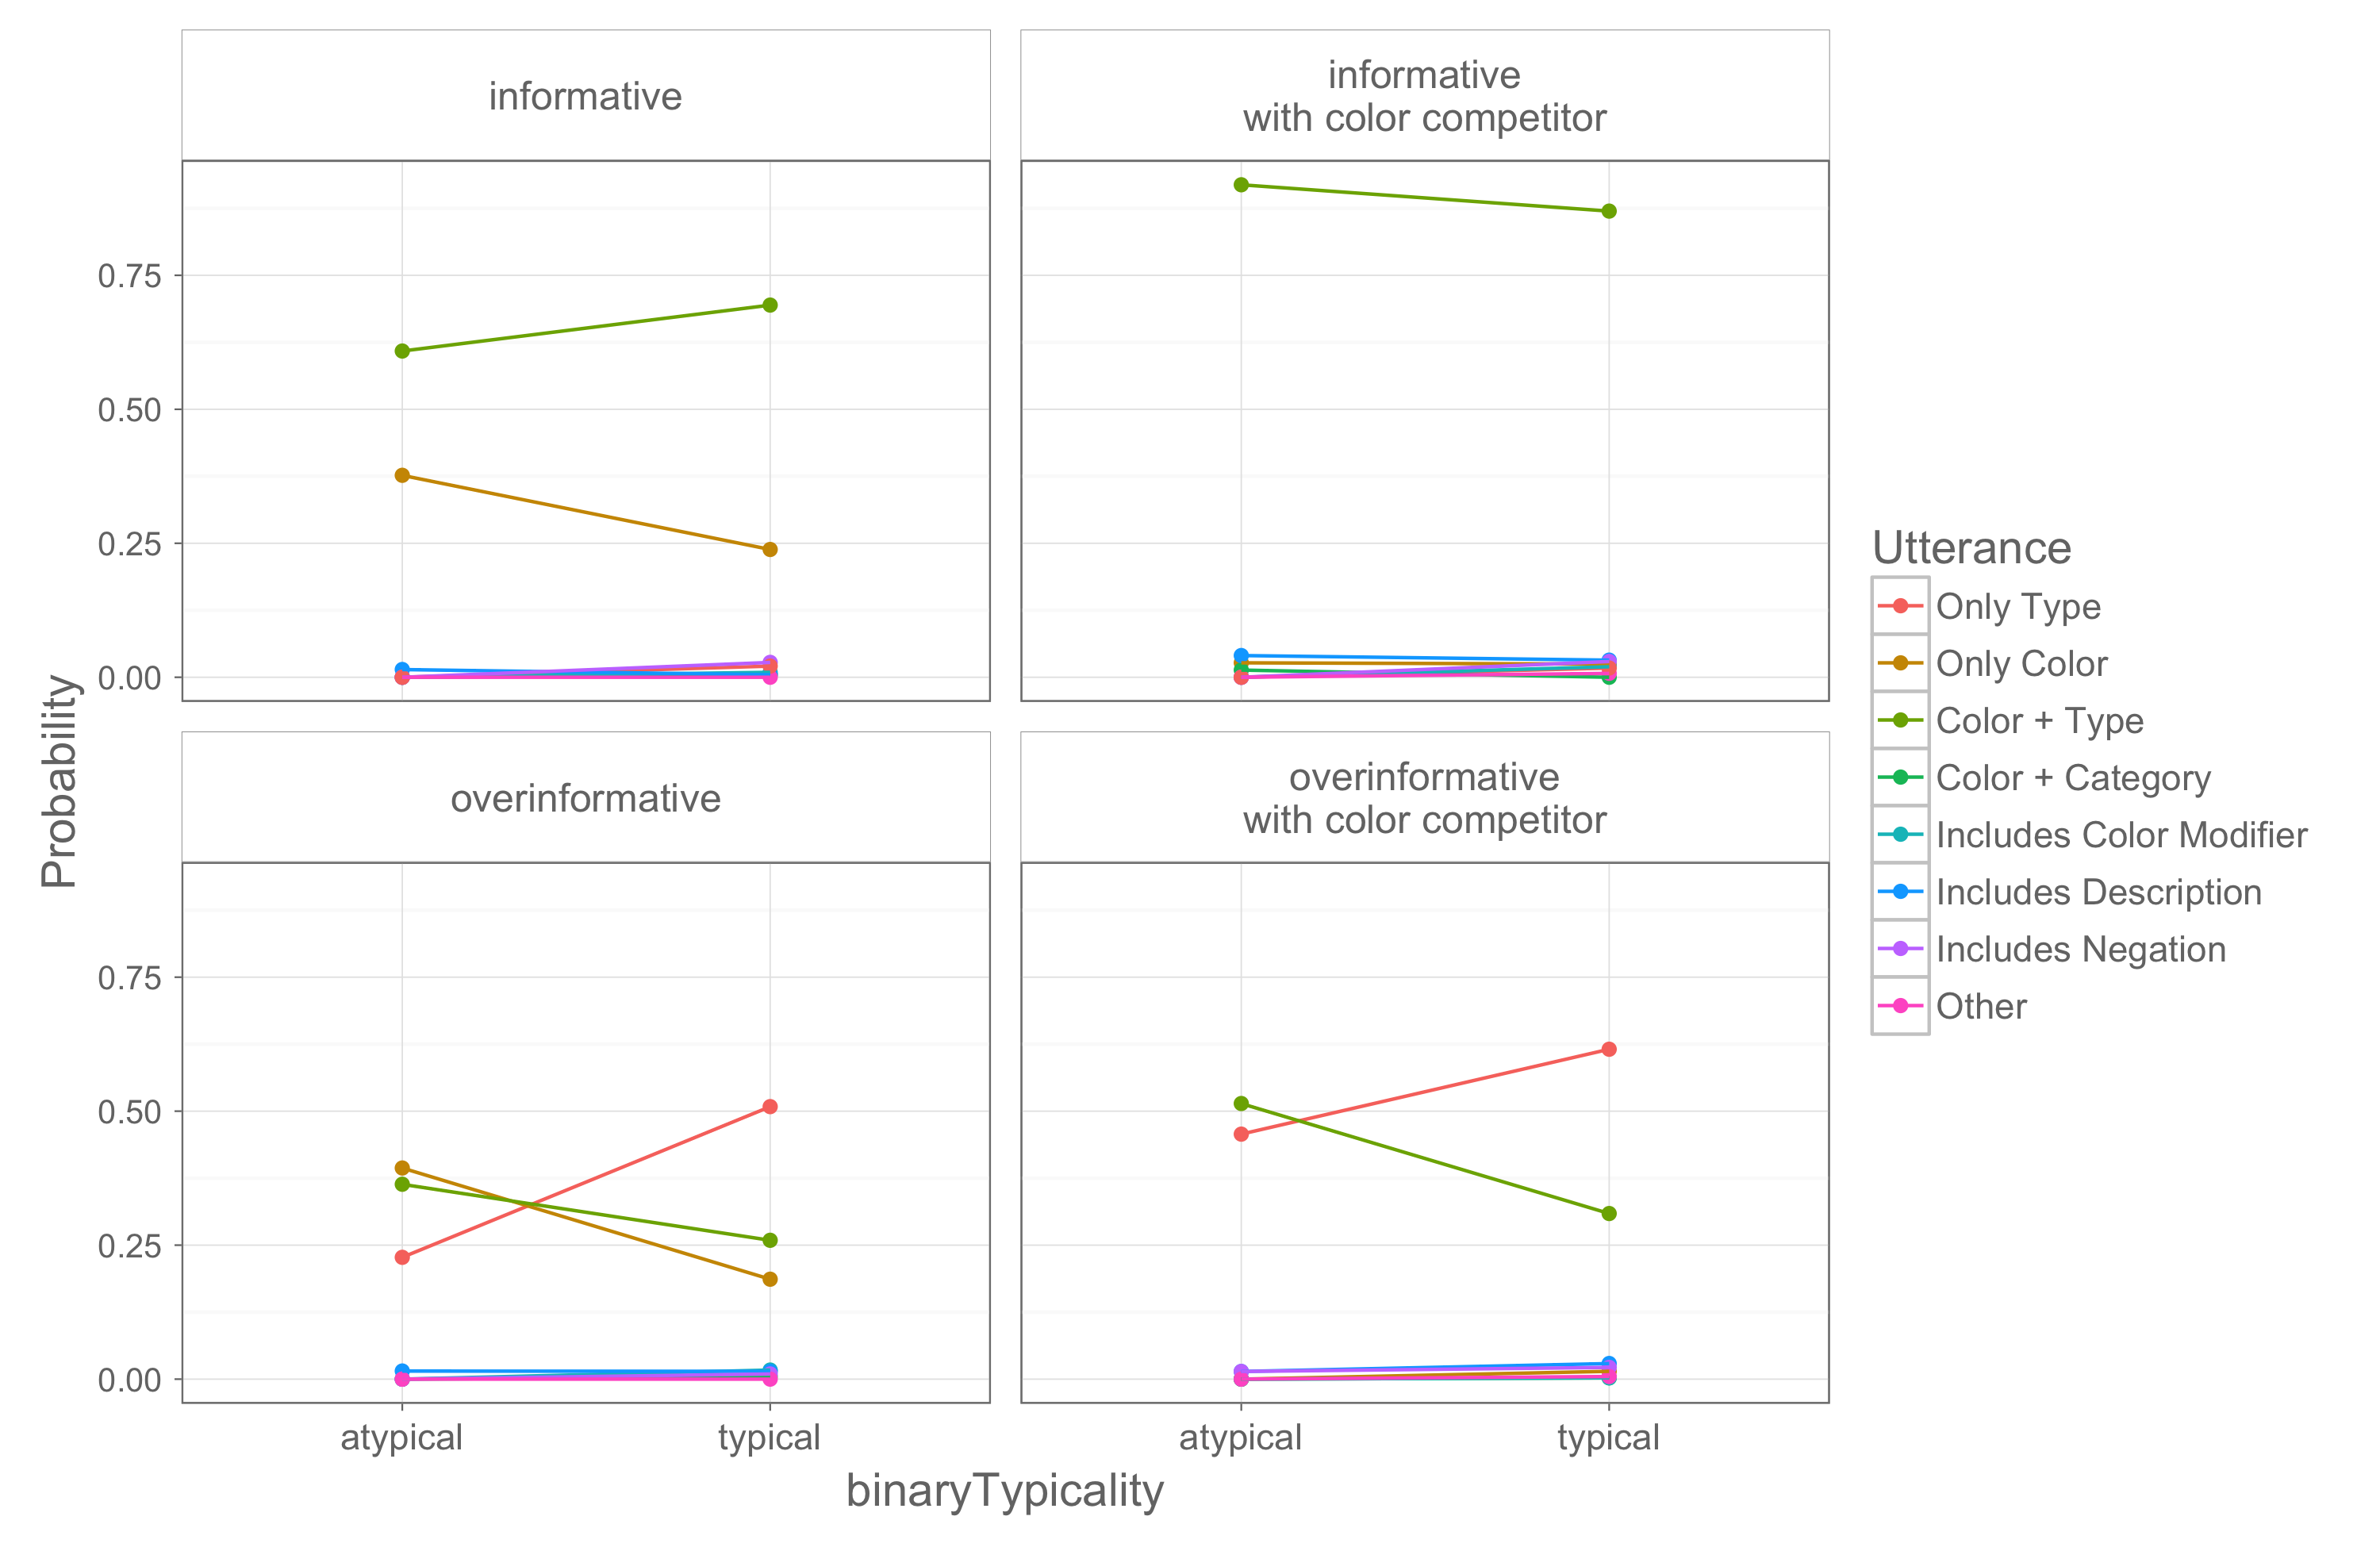 informative
informative
with color competitor
0.75
0.50
0.25
0.00
overinformative
overinformative
with color competitor
0.75
0.50
0.25
0.00
atypical
typical
atypical
typical
binaryTypicality
Probability
Utterance
Only Type
Only Color
Color + Type
Color + Category
Includes Color Modifier
Includes Description
Includes Negation
Other